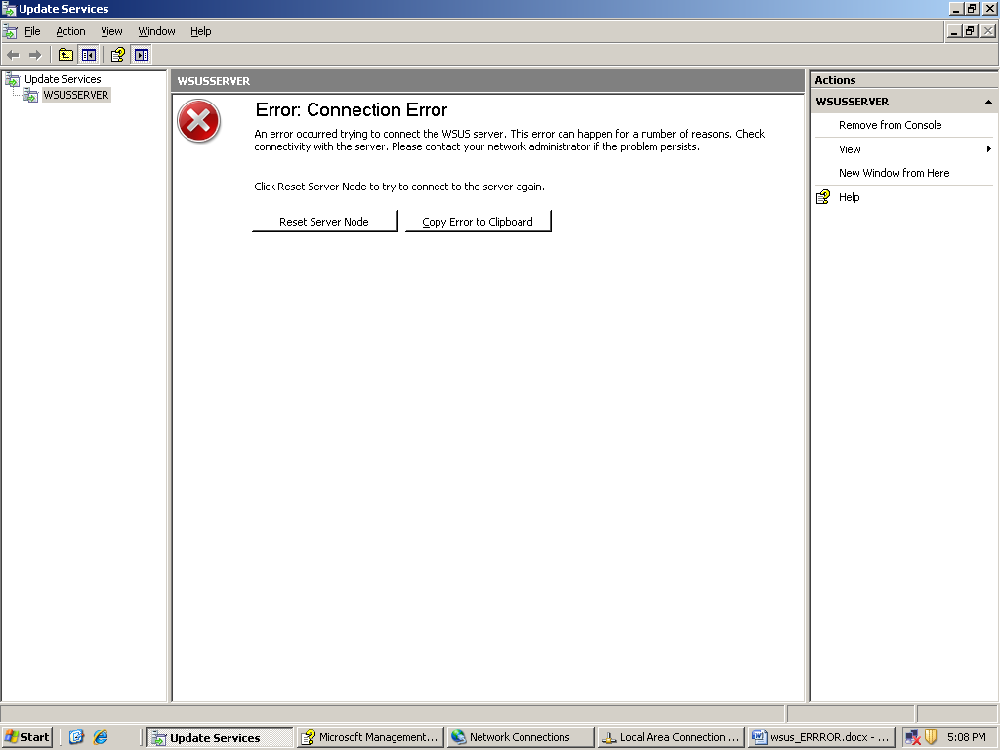 Update Services
File Action View Window Help
Update Services
WSUSSERVER
WSUSSERVER
Error: Connection Error
An error occurred trying to connect the WSUS server. This error can happen for a number of reasons. Check
connectivity with the server. Please contact your network administrator if the problem persists.
Click Reset Server Node to try to connect to the server again.
Reset Server Node Copy Error to Clipboard
Actions
WSUSSERVER
Remove from Console
View
New Window from Here
Help
Start Update Services Microsoft Management... Network Connections Local Area Connection ... wsus_ERRROR.docx - ... 5:08 PM